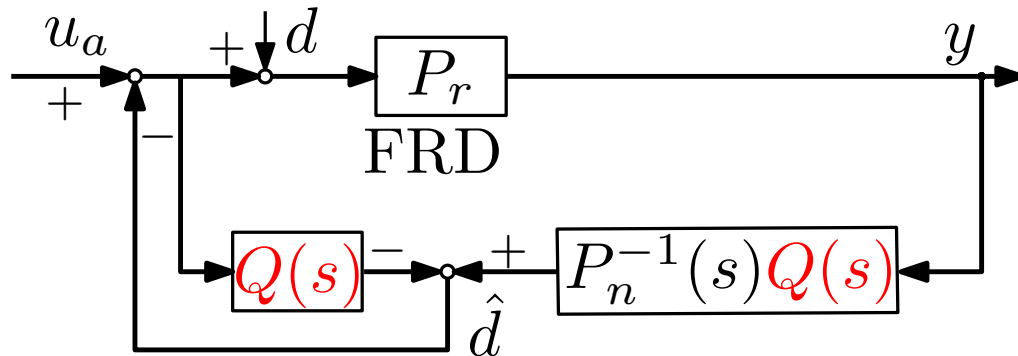 u_a + + d P_r y
−
FRD
Q(s) − + P_n^{-1}(s)Q(s)
\hat{d}